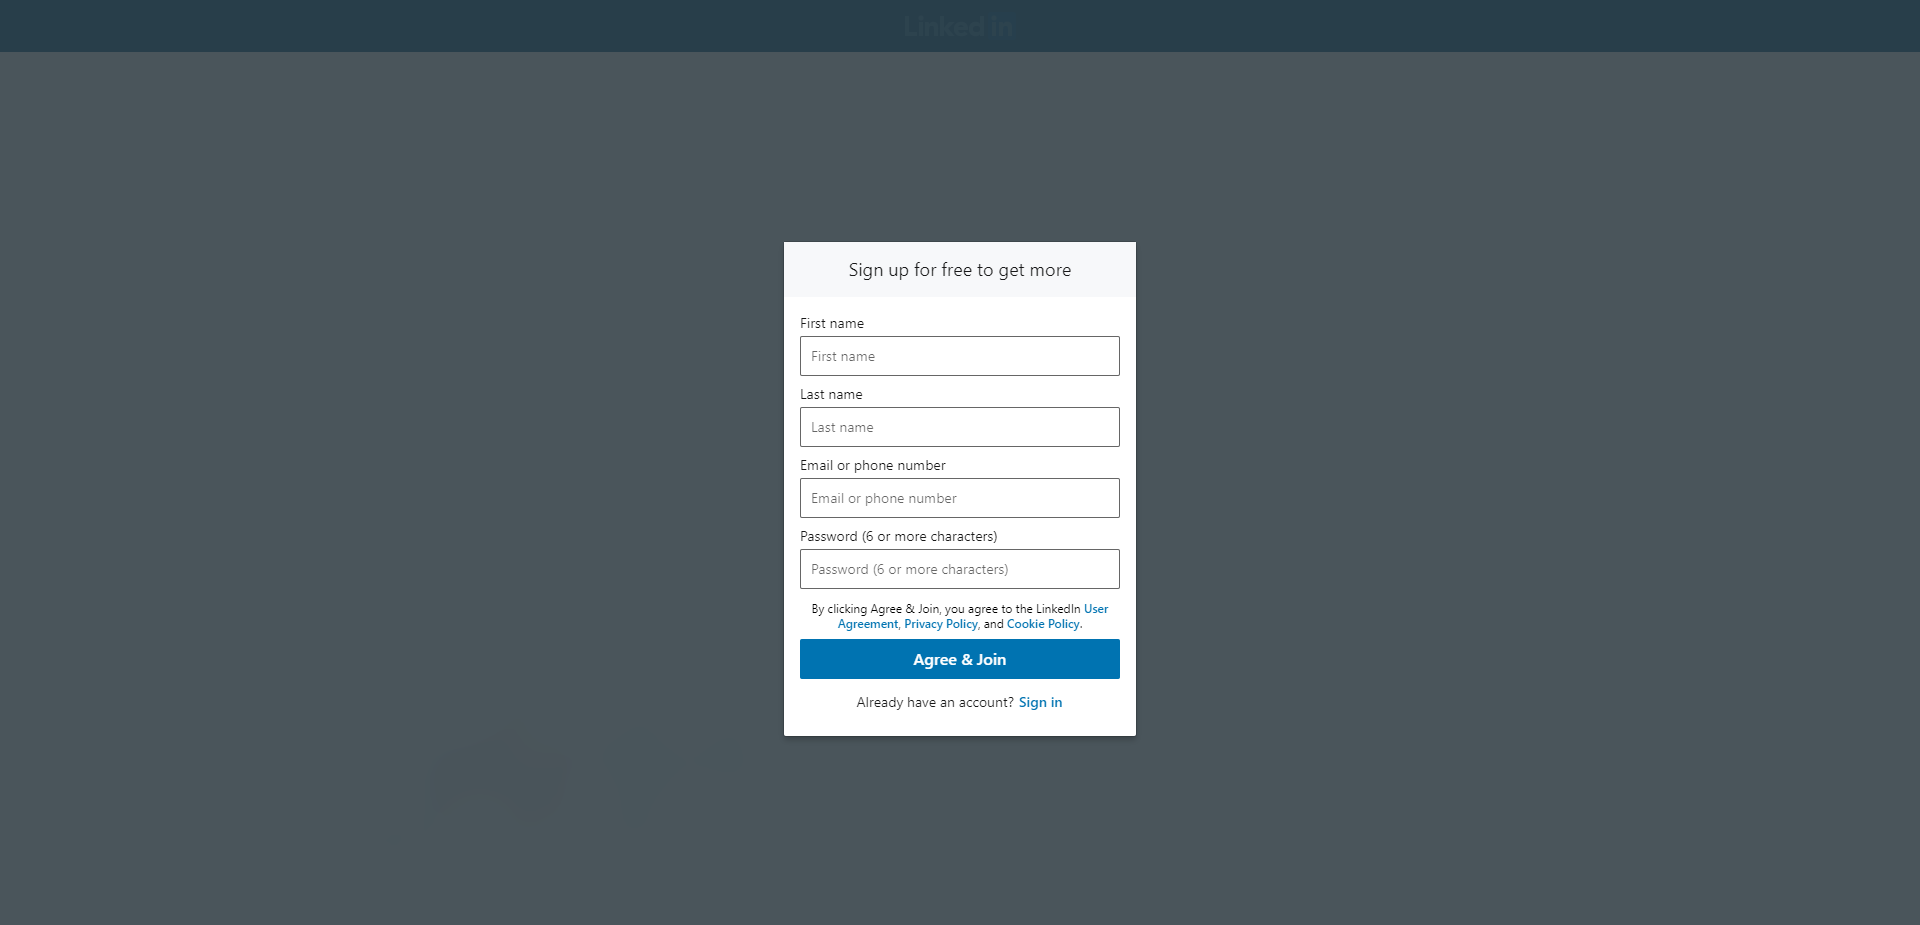 Linked in
Sign up for free to get more
First name
First name
Last name
Last name
Email or phone number
Email or phone number
Password (6 or more characters)
Password (6 or more characters)
By clicking Agree & Join, you agree to the LinkedIn User
Agreement, Privacy Policy, and Cookie Policy.
Agree & Join
Already have an account? Sign in